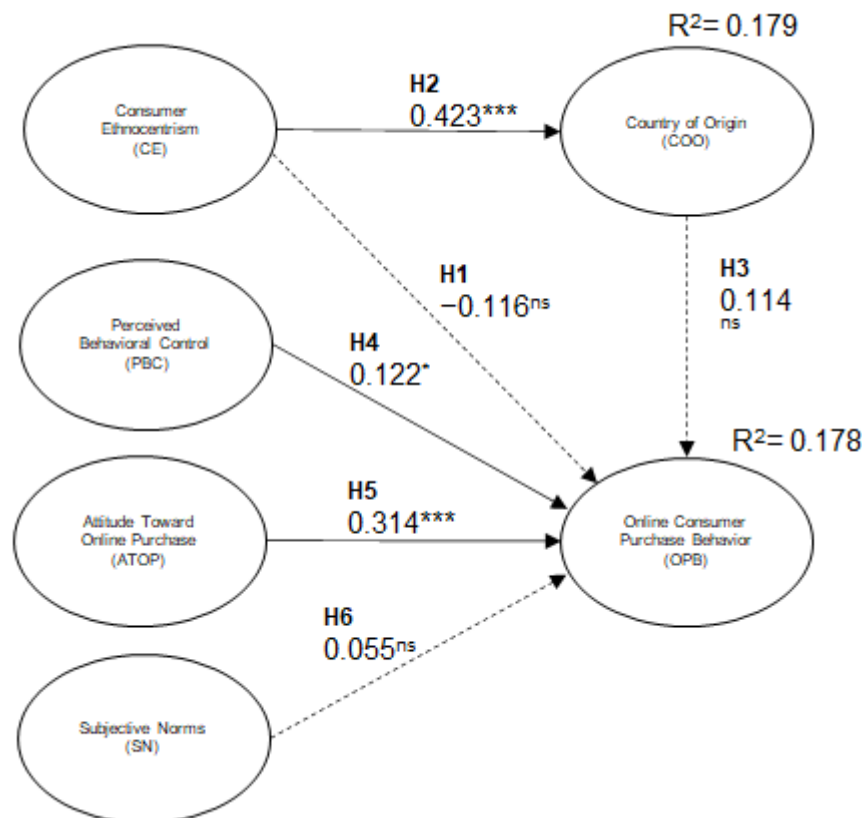 R²= 0.179
H2
0.423***
Consumer
Ethnocentrism
(CE)
Country of Origin
(COO)
H1
−0.116ⁿˢ
H3
0.114
ns
Perceived
Behavioral Control
(PBC)
H4
0.122*
R²= 0.178
H5
0.314***
Attitude Toward
Online Purchase
(ATOP)
Online Consumer
Purchase Behavior
(OPB)
H6
0.055ⁿˢ
Subjective Norms
(SN)